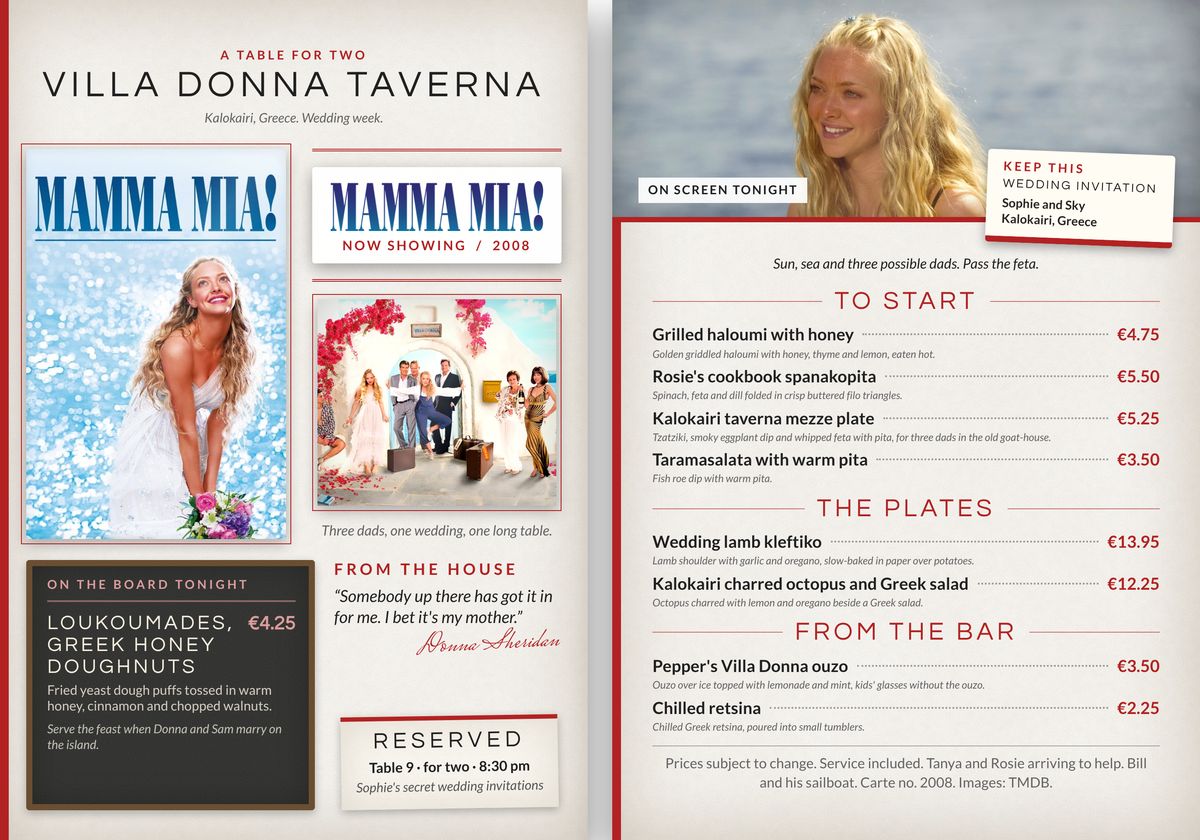 A TABLE FOR TWO
VILLA DONNA TAVERNA
Kalokairi, Greece. Wedding week.
MAMMA MIA!
MAMMA MIA!
NOW SHOWING / 2008
VILLA DONNA
Three dads, one wedding, one long table.
ON THE BOARD TONIGHT
LOUKOUMADES, €4.25
GREEK HONEY
DOUGHNUTS
Fried yeast dough puffs tossed in warm
honey, cinnamon and chopped walnuts.
Serve the feast when Donna and Sam marry on
the island.
FROM THE HOUSE
“Somebody up there has got it in
for me. I bet it's my mother.”
Donna Sheridan
RESERVED
Table 9 · for two · 8:30 pm
Sophie's secret wedding invitations
ON SCREEN TONIGHT
KEEP THIS
WEDDING INVITATION
Sophie and Sky
Kalokairi, Greece
Sun, sea and three possible dads. Pass the feta.
TO START
Grilled haloumi with honey €4.75
Golden griddled haloumi with honey, thyme and lemon, eaten hot.
Rosie's cookbook spanakopita €5.50
Spinach, feta and dill folded in crisp buttered filo triangles.
Kalokairi taverna mezze plate €5.25
Tzatziki, smoky eggplant dip and whipped feta with pita, for three dads in the old goat-house.
Taramasalata with warm pita €3.50
Fish roe dip with warm pita.
THE PLATES
Wedding lamb kleftiko €13.95
Lamb shoulder with garlic and oregano, slow-baked in paper over potatoes.
Kalokairi charred octopus and Greek salad €12.25
Octopus charred with lemon and oregano beside a Greek salad.
FROM THE BAR
Pepper's Villa Donna ouzo €3.50
Ouzo over ice topped with lemonade and mint, kids' glasses without the ouzo.
Chilled retsina €2.25
Chilled Greek retsina, poured into small tumblers.
Prices subject to change. Service included. Tanya and Rosie arriving to help. Bill
and his sailboat. Carte no. 2008. Images: TMDB.